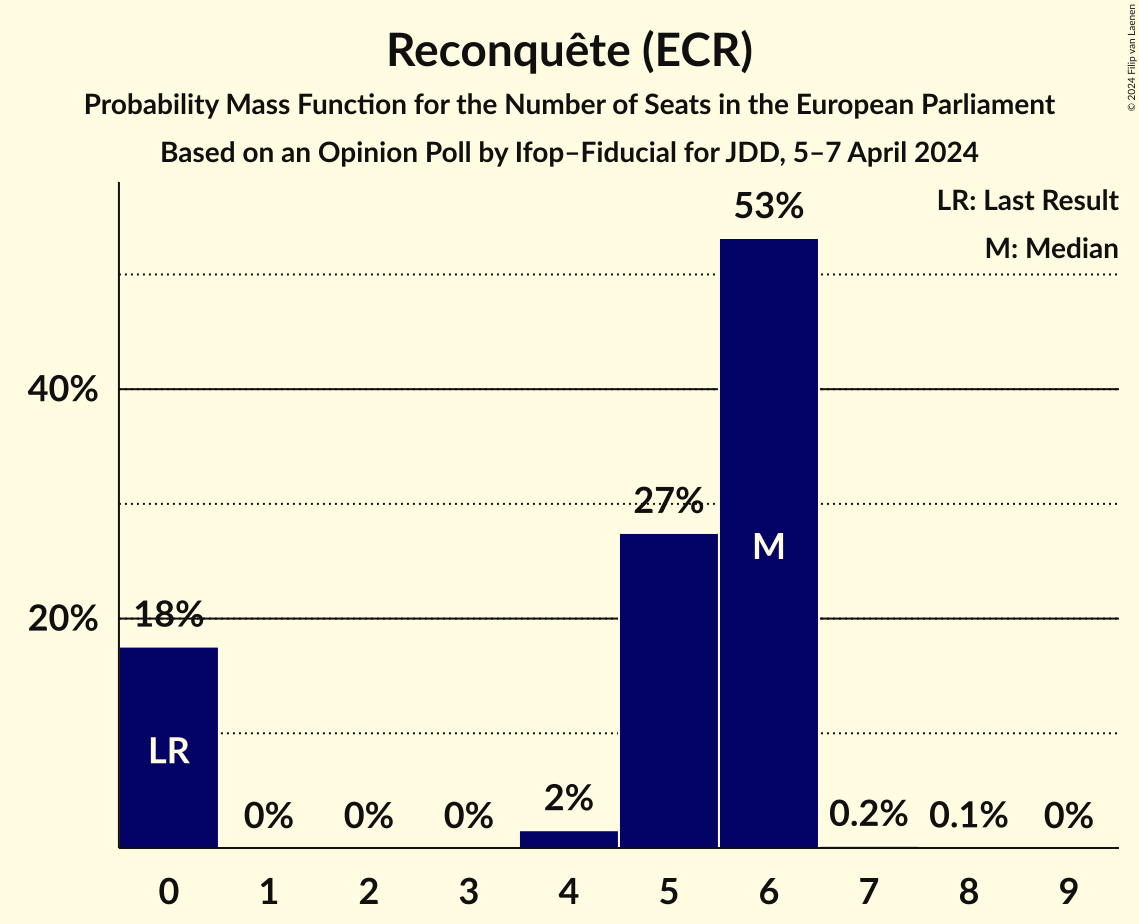 Reconquête (ECR)
Probability Mass Function for the Number of Seats in the European Parliament
Based on an Opinion Poll by Ifop–Fiducial for JDD, 5–7 April 2024
© 2024 Filip van Laenen
LR: Last Result
M: Median
53%
40%
27%
M
20%
18%
LR
0%
0%
0%
2%
0.2%
0.1%
0%
0 1 2 3 4 5 6 7 8 9